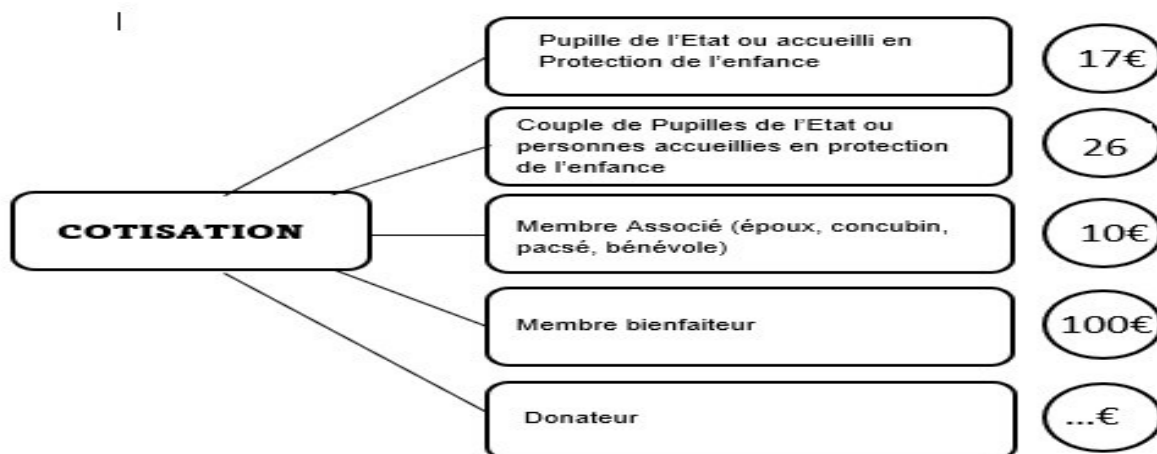 COTISATION
Pupille de l'Etat ou accueilli en
Protection de l'enfance
17€
Couple de Pupilles de l'Etat ou
personnes accueillies en protection
de l'enfance
26
Membre Associé (époux, concubin,
pacsé, bénévole)
10€
Membre bienfaiteur
100€
Donateur
...€